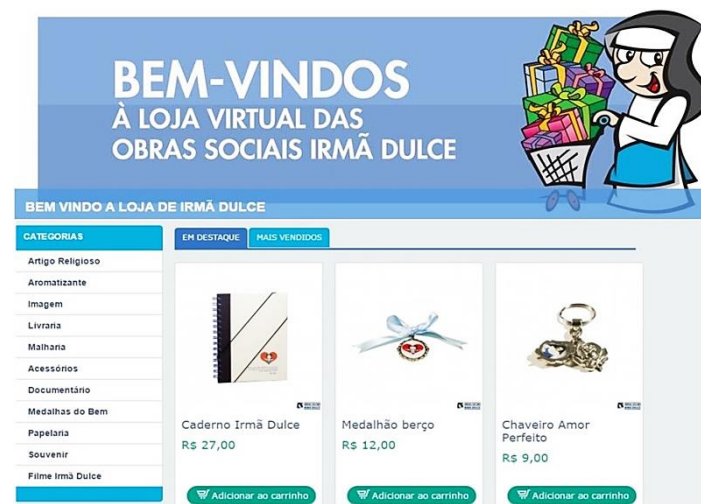 BEM-VINDOS
À LOJA VIRTUAL DAS
OBRAS SOCIAIS IRMÃ DULCE
BEM VINDO A LOJA DE IRMÃ DULCE
CATEGORIAS
Artigo Religioso
Aromatizante
Imagem
Livraria
Malharia
Acessórios
Documentário
Medalhas do Bem
Papelaria
Souvenir
Filme Irmã Dulce
EM DESTAQUE MAIS VENDIDOS
Caderno Irmã Dulce
R$ 27,00
Adicionar ao carrinho
Medalhão berço
R$ 12,00
Adicionar ao carrinho
Chaveiro Amor
Perfeito
R$ 9,00
Adicionar ao carrinho